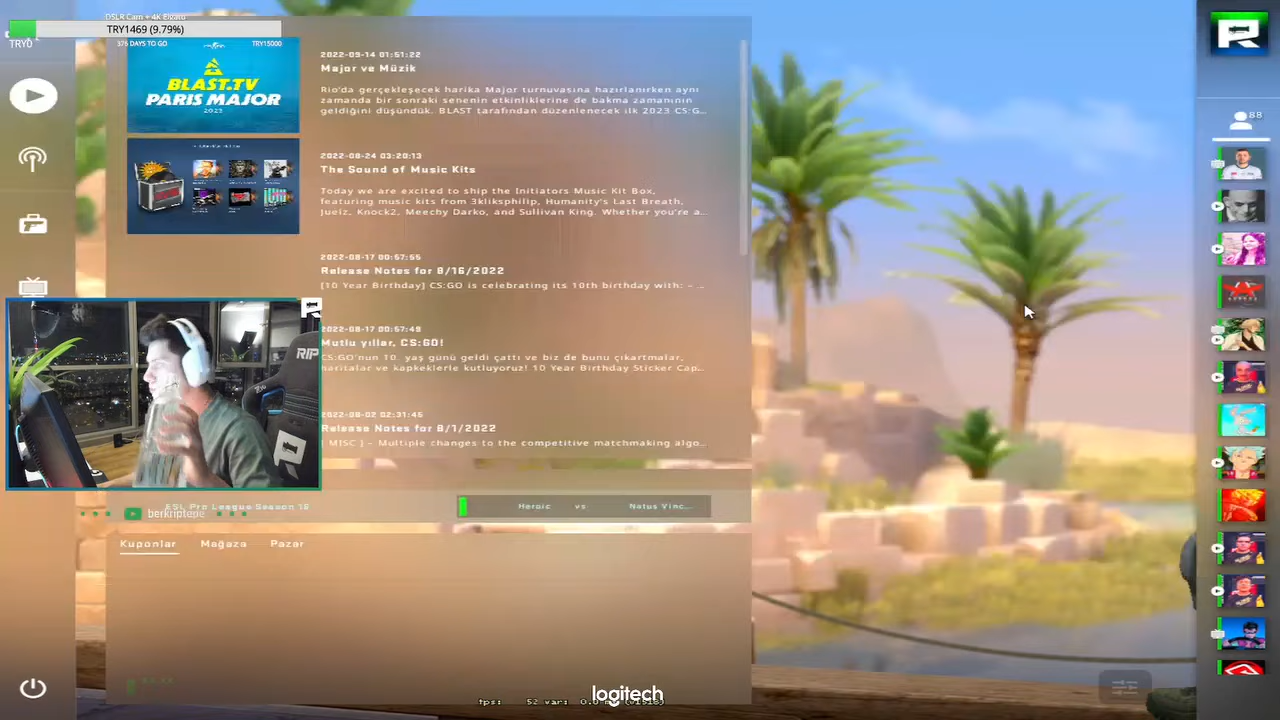 DSLR Cam + 4K Elgato
TRY1469 (9.79%)
TRY0
376 DAYS TO GO
TRY15000
BLAST.TV
PARIS MAJOR
2023
2022-09-14 01:51:22
Major ve Müzik
Rio'da gerçekleşecek harika Major turnuvasına hazırlanırken aynı
zamanda bir sonraki senenin etkinliklerine de bakma zamanının
geldiğini düşündük. BLAST tarafından düzenlenecek ilk 2023 CS:G...
2022-08-24 03:20:13
The Sound of Music Kits
Today we are excited to ship the Initiators Music Kit Box,
featuring music kits from 3kliksphilip, Humanity's Last Breath,
Juelz, Knock2, Meechy Darko, and Sullivan King. Whether you're a...
2022-08-17 00:57:55
Release Notes for 8/16/2022
[10 Year Birthday] CS:GO is celebrating its 10th birthday with: – ...
2022-08-17 00:57:49
Mutlu yıllar, CS:GO!
CS:GO'nun 10. yaş günü geldi çattı ve biz de bunu çıkartmalar,
haritalar ve kapkeklerle kutluyoruz! 10 Year Birthday Sticker Cap...
2022-08-02 02:31:45
Release Notes for 8/1/2022
[ MISC ] – Multiple changes to the competitive matchmaking algo...
88
RIP
ESL Pro League Season 16
berkriptepe
Heroic vs Natus Vinc...
Kuponlar Mağaza Pazar
logitech
fps: 52 var: